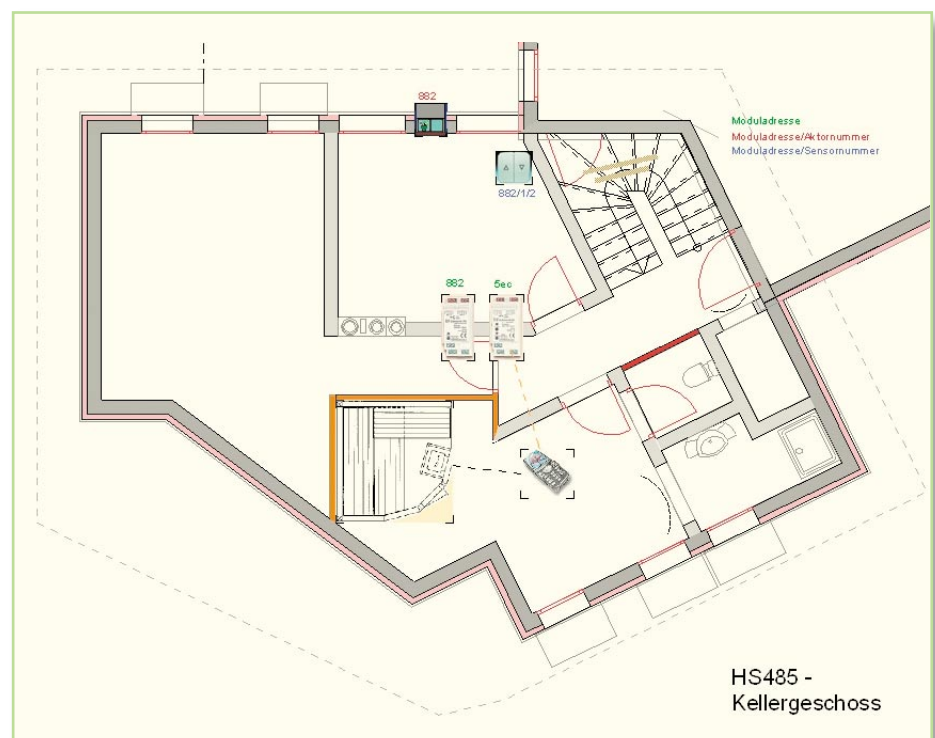 882
Moduladresse
Moduladresse/Aktornummer
Moduladresse/Sensornummer
882/1/2
882
5ec
HS485 -
Kellergeschoss